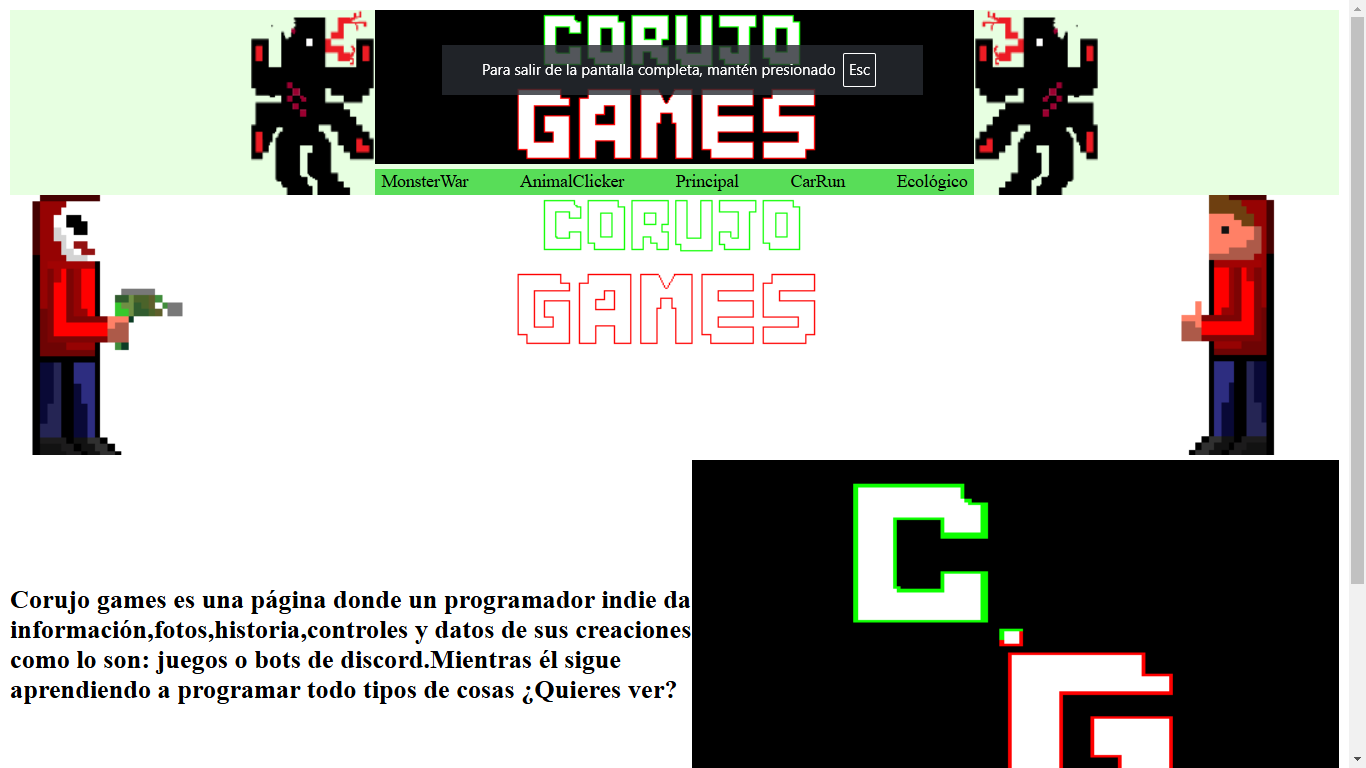 CORUJO
Para salir de la pantalla completa, mantén presionado Esc
GAMES
MonsterWar AnimalClicker Principal CarRun Ecológico
CORUJO
GAMES
Corujo games es una página donde un programador indie da
información,fotos,historia,controles y datos de sus creaciones
como lo son: juegos o bots de discord.Mientras él sigue
aprendiendo a programar todo tipos de cosas ¿Quieres ver?
C.
G